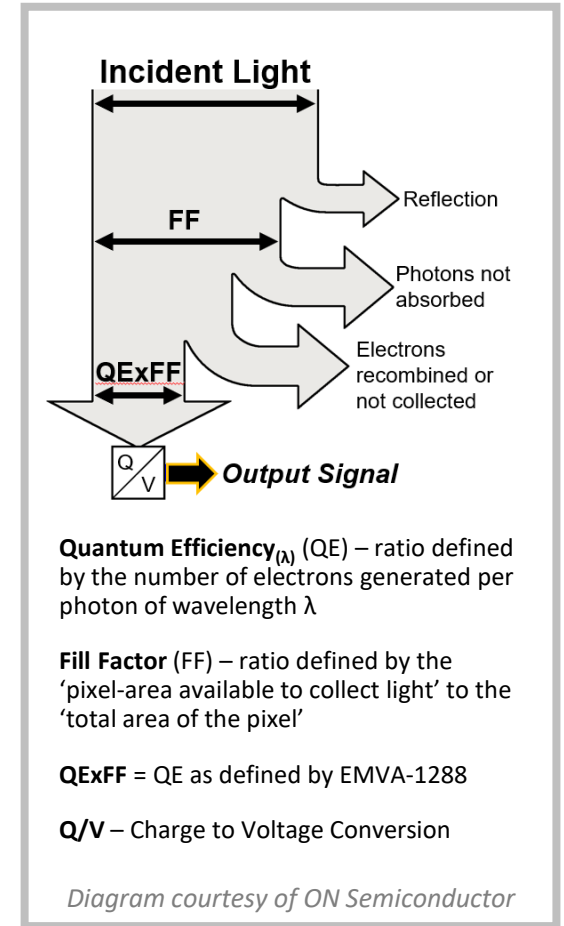 Incident Light
Reflection
FF
Photons not
absorbed
Electrons
recombined or
not collected
QExFF
Q/V
Output Signal
Quantum Efficiency(λ) (QE) – ratio defined
by the number of electrons generated per
photon of wavelength λ
Fill Factor (FF) – ratio defined by the
‘pixel-area available to collect light’ to the
‘total area of the pixel’
QExFF = QE as defined by EMVA-1288
Q/V – Charge to Voltage Conversion
Diagram courtesy of ON Semiconductor